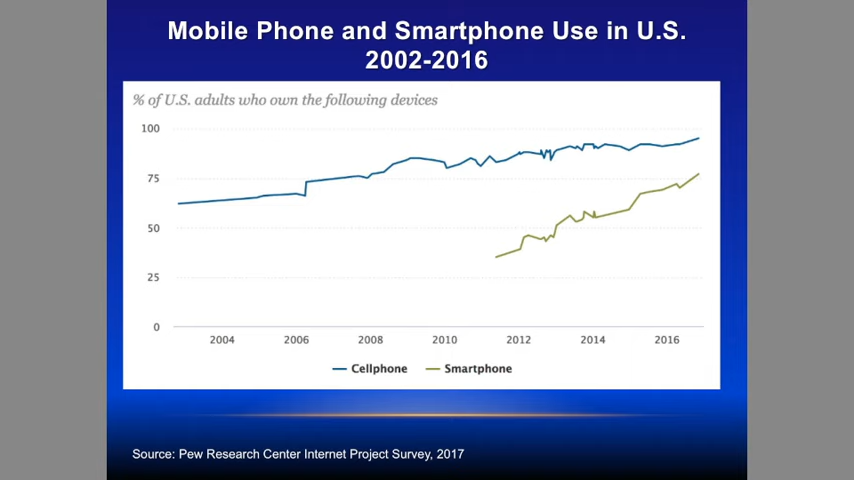 Mobile Phone and Smartphone Use in U.S.
2002-2016
% of U.S. adults who own the following devices
100
75
50
25
0
2004 2006 2008 2010 2012 2014 2016
Cellphone Smartphone
Source: Pew Research Center Internet Project Survey, 2017